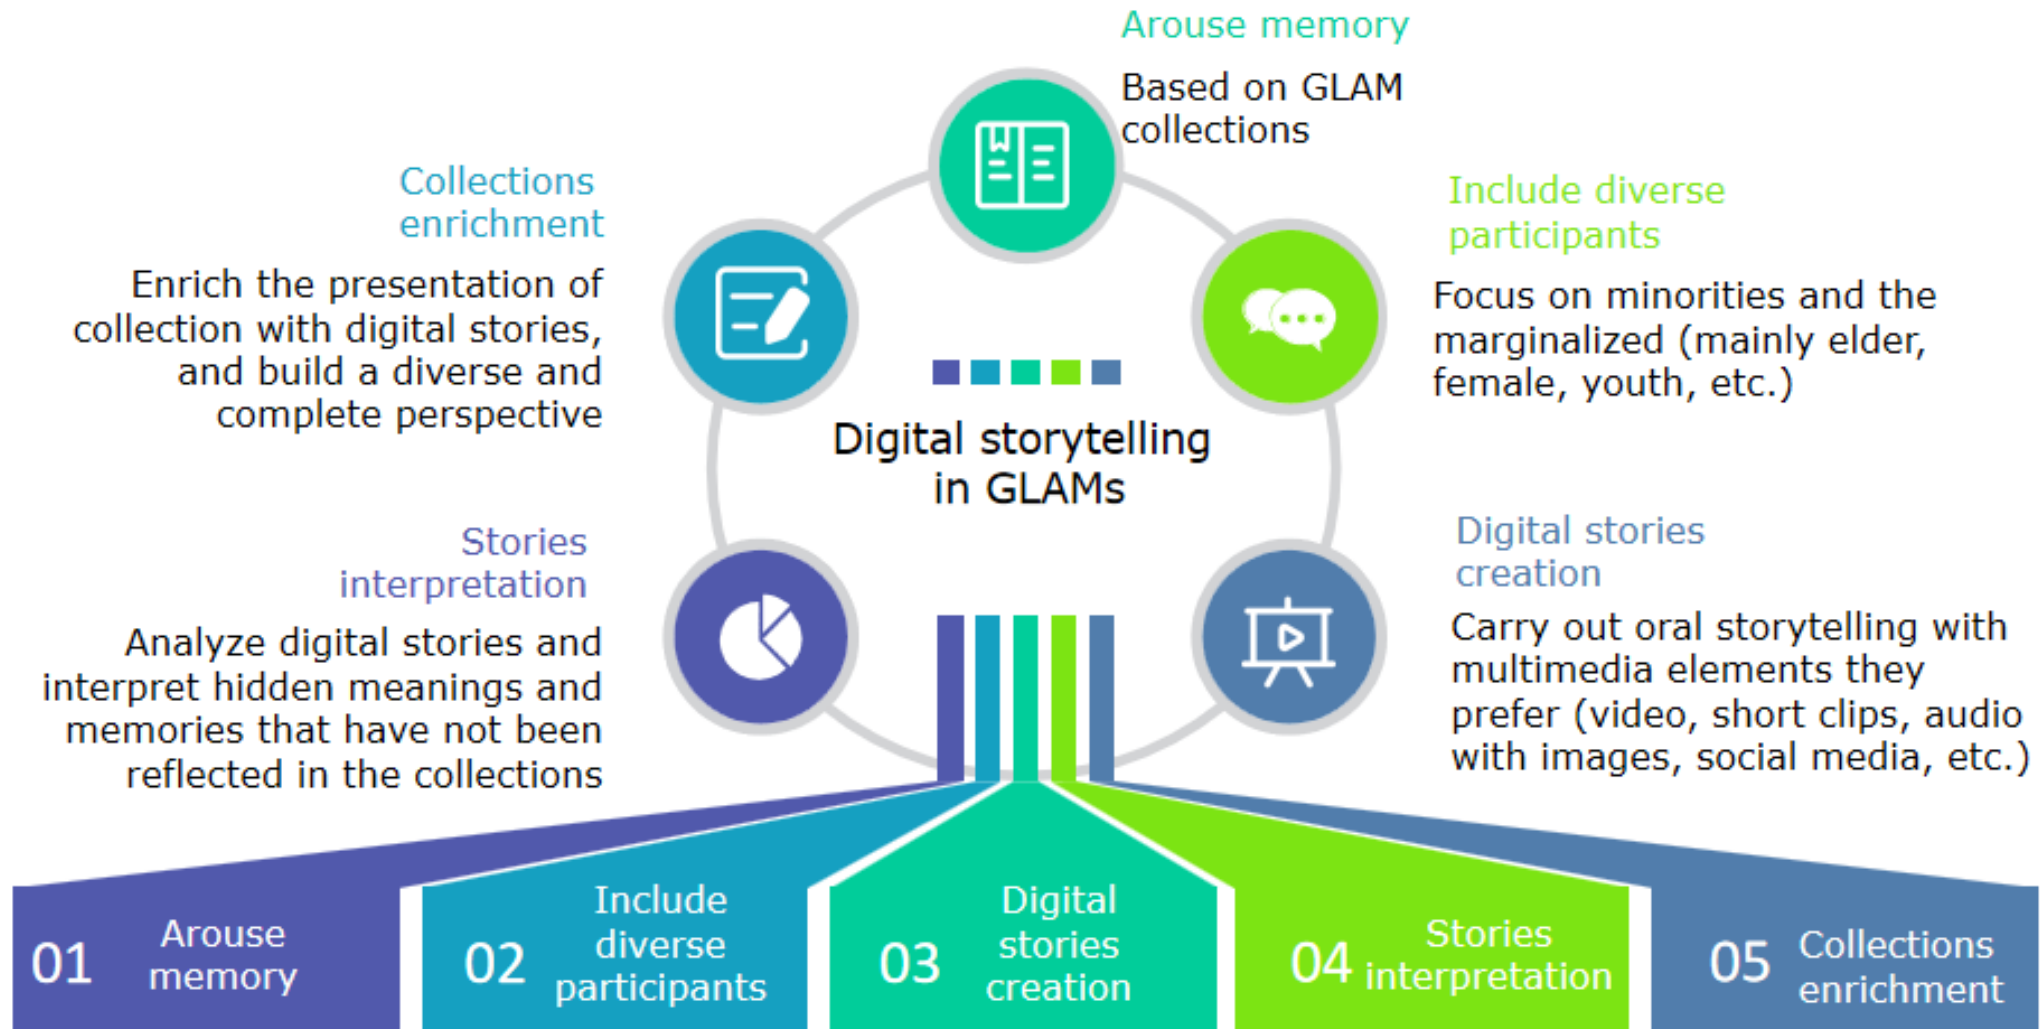 Arouse memory
Based on GLAM
collections
Include diverse
participants
Focus on minorities and the
marginalized (mainly elder,
female, youth, etc.)
Digital stories
creation
Carry out oral storytelling with
multimedia elements they
prefer (video, short clips, audio
with images, social media, etc.)
Stories
interpretation
Analyze digital stories and
interpret hidden meanings and
memories that have not been
reflected in the collections
Collections
enrichment
Enrich the presentation of
collection with digital stories,
and build a diverse and
complete perspective
Digital storytelling
in GLAMs
01
Arouse
memory
02
Include
diverse
participants
03
Digital
stories
creation
04
Stories
interpretation
05
Collections
enrichment